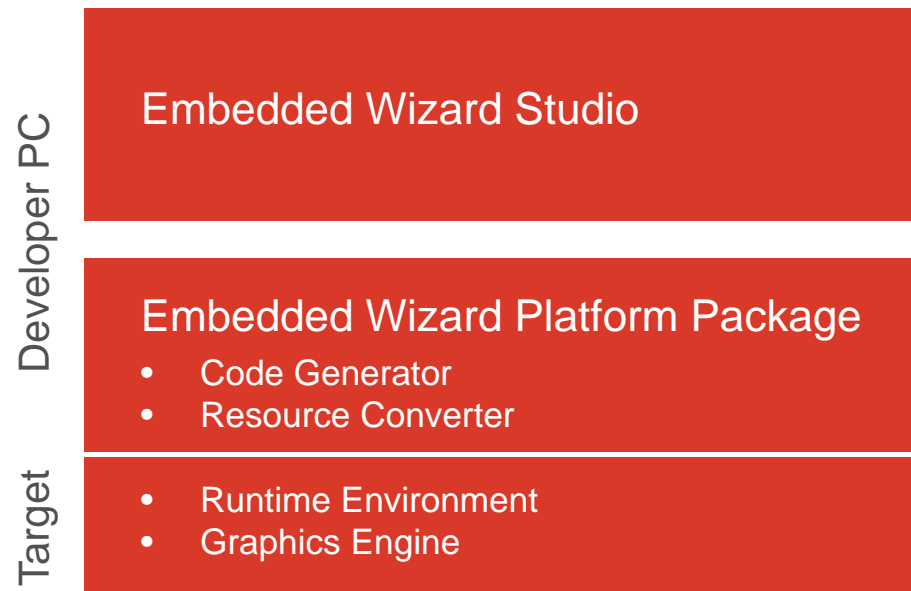 Developer PC
Embedded Wizard Studio
Embedded Wizard Platform Package
• Code Generator
• Resource Converter
Target
• Runtime Environment
• Graphics Engine